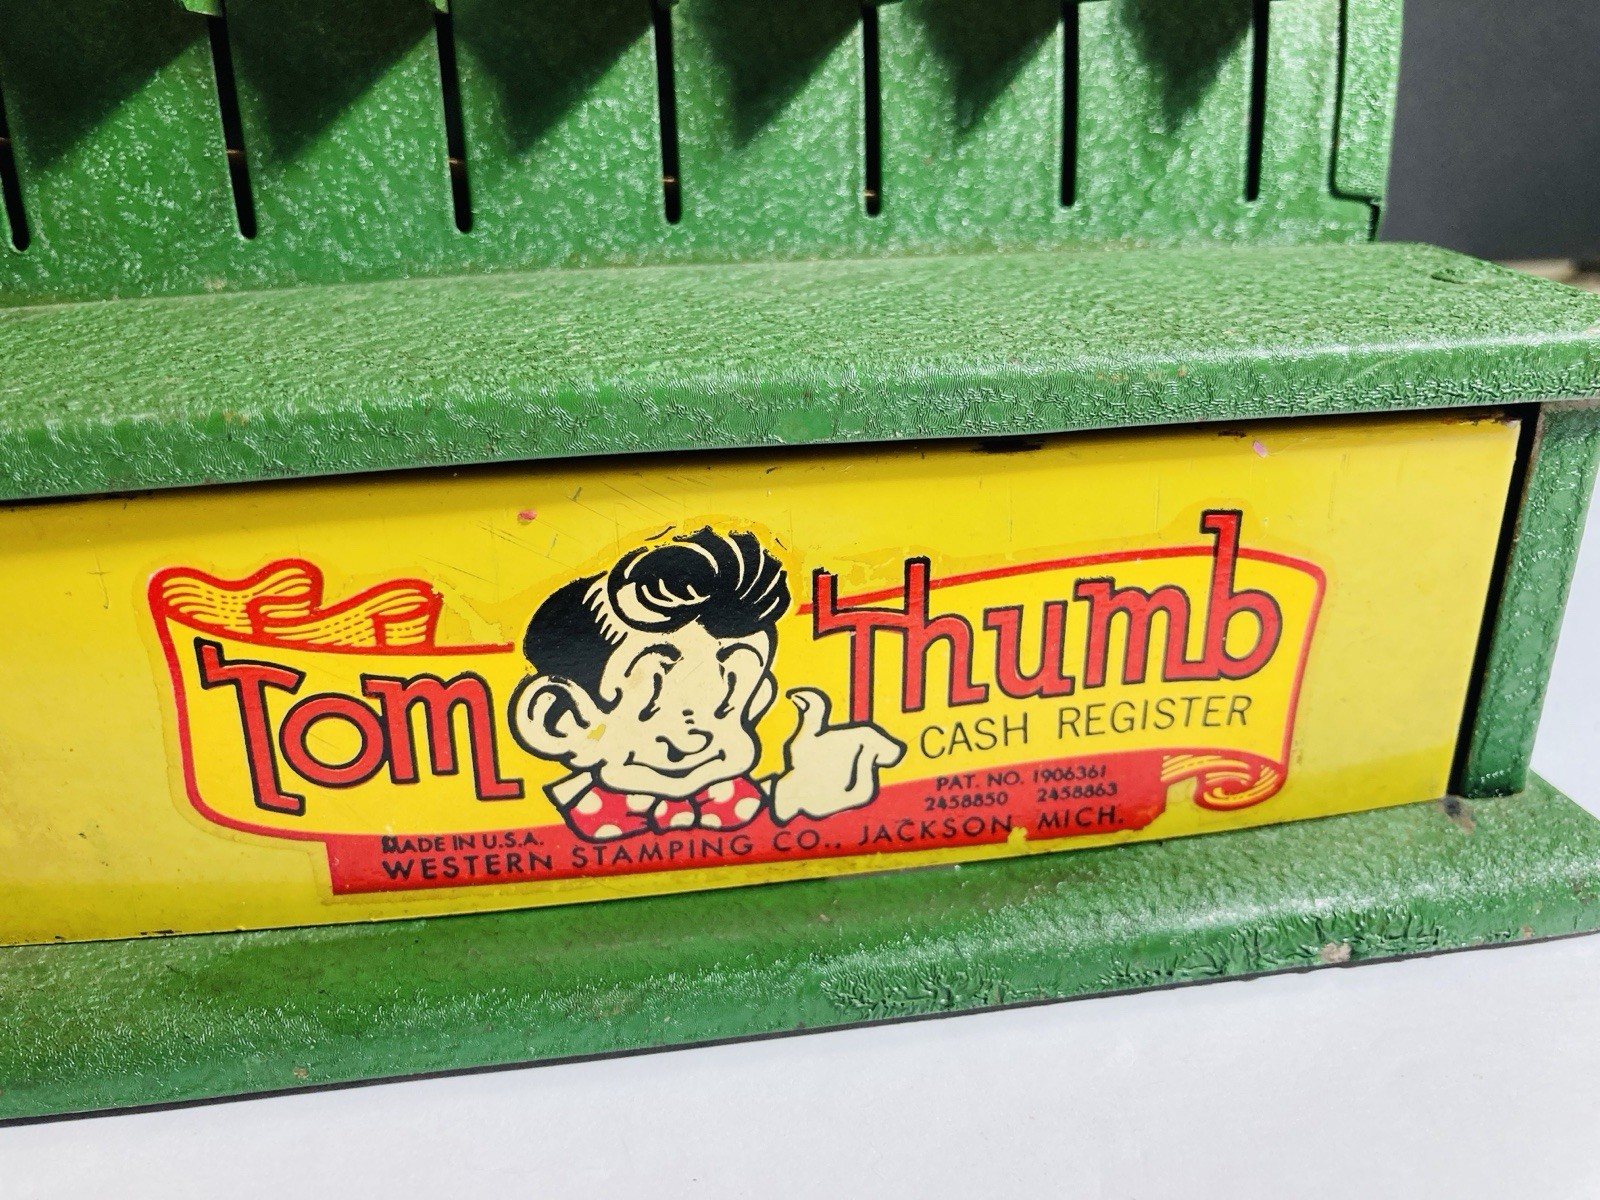 Tom Thumb
CASH REGISTER
PAT. NO. 1906361
2458850 2458863
MADE IN U.S.A.
WESTERN STAMPING CO., JACKSON, MICH.